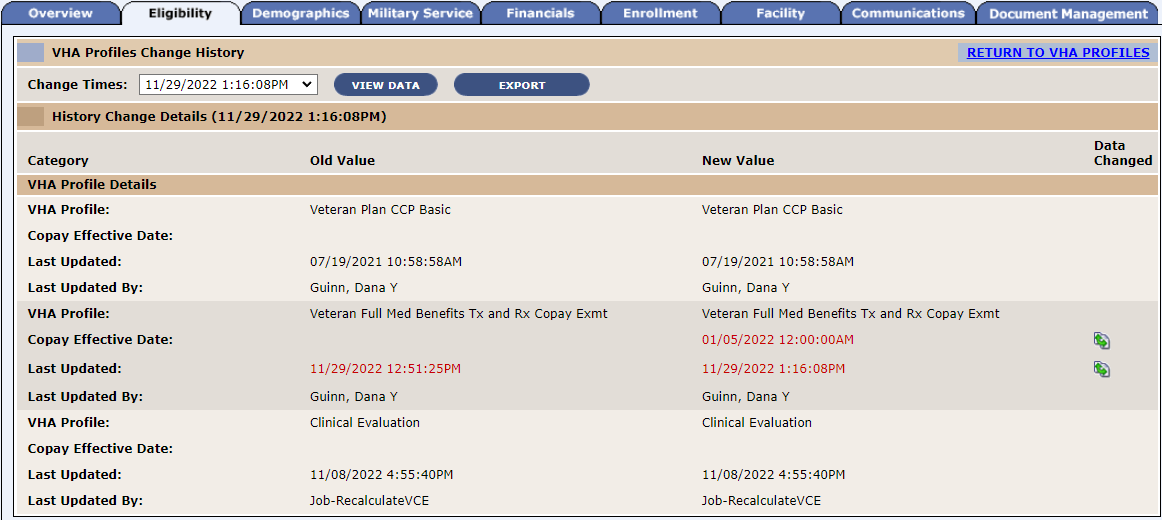 Overview Eligibility Demographics Military Service Financials Enrollment Facility Communications Document Management
VHA Profiles Change History RETURN TO VHA PROFILES
Change Times: 11/29/2022 1:16:08PM VIEW DATA EXPORT
History Change Details (11/29/2022 1:16:08PM)
Category Old Value New Value Data Changed
VHA Profile Details
VHA Profile: Veteran Plan CCP Basic Veteran Plan CCP Basic
Copay Effective Date:
Last Updated: 07/19/2021 10:58:58AM 07/19/2021 10:58:58AM
Last Updated By: Guinn, Dana Y Guinn, Dana Y
VHA Profile: Veteran Full Med Benefits Tx and Rx Copay Exmt Veteran Full Med Benefits Tx and Rx Copay Exmt
Copay Effective Date: 01/05/2022 12:00:00AM
Last Updated: 11/29/2022 12:51:25PM 11/29/2022 1:16:08PM
Last Updated By: Guinn, Dana Y Guinn, Dana Y
VHA Profile: Clinical Evaluation Clinical Evaluation
Copay Effective Date:
Last Updated: 11/08/2022 4:55:40PM 11/08/2022 4:55:40PM
Last Updated By: Job-RecalculateVCE Job-RecalculateVCE